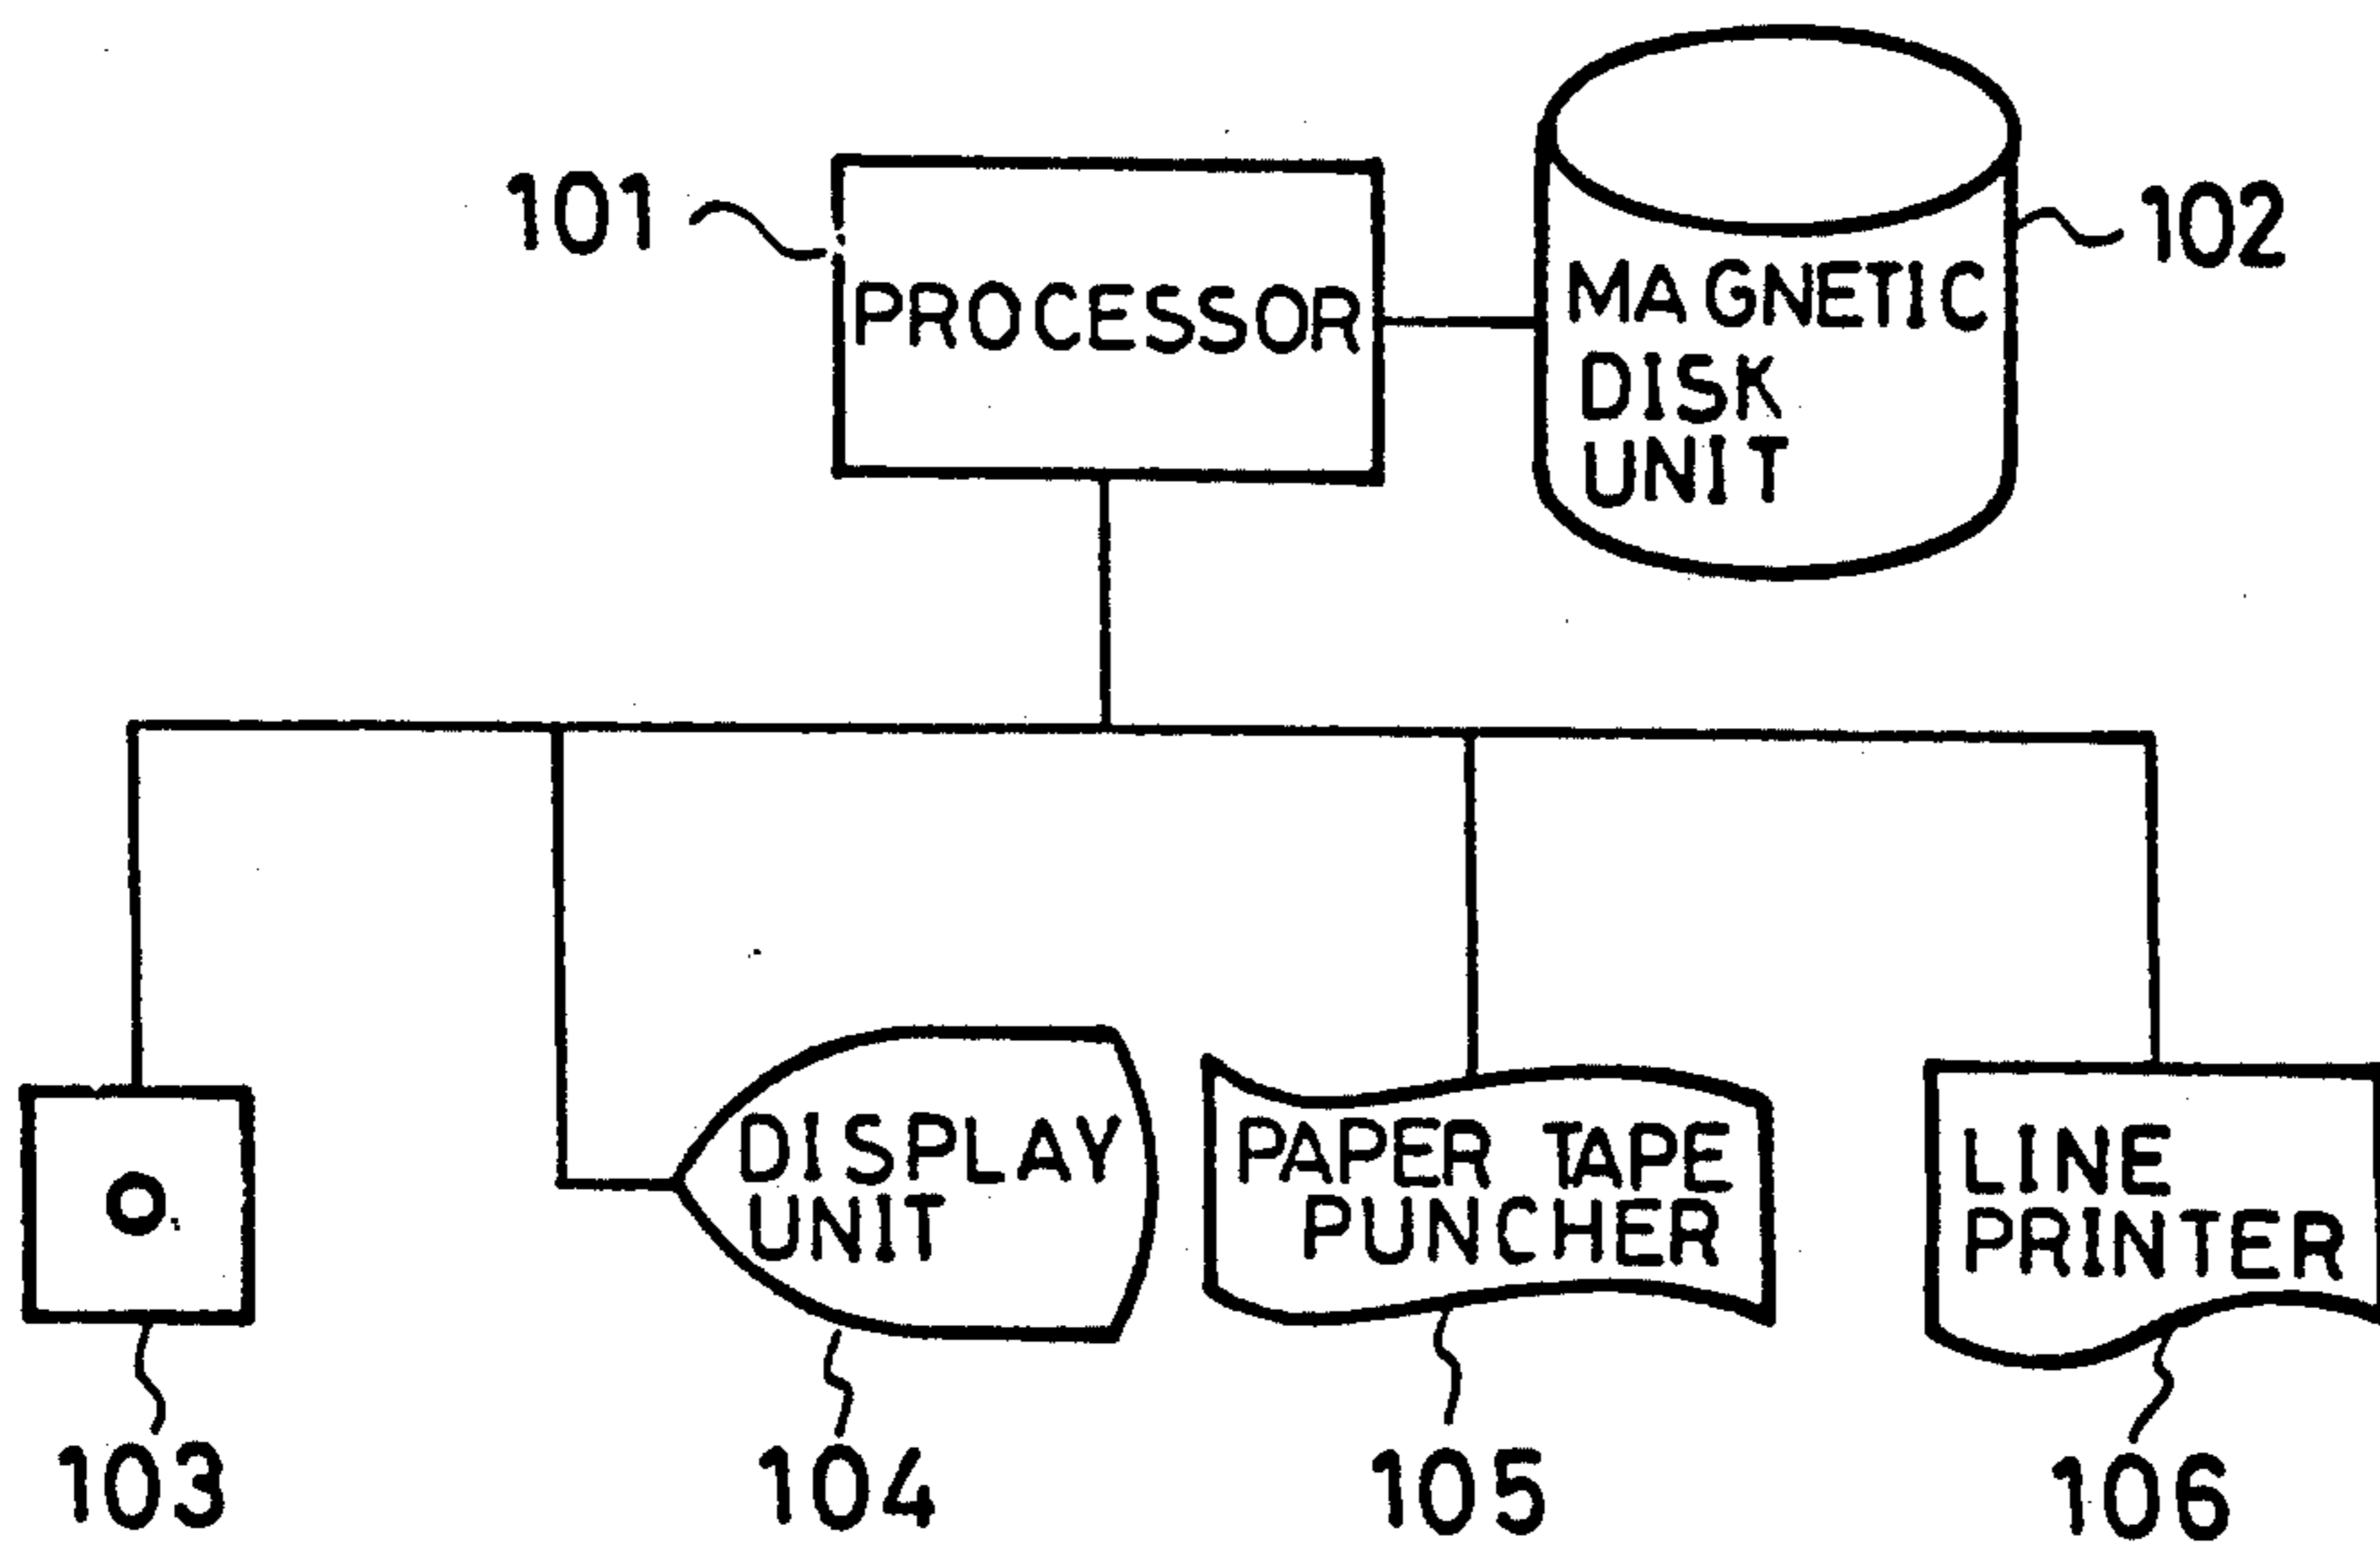 101
PROCESSOR
102
MAGNETIC
DISK
UNIT
DISPLAY
UNIT
PAPER TAPE
PUNCHER
LINE
PRINTER
103
104
105
106